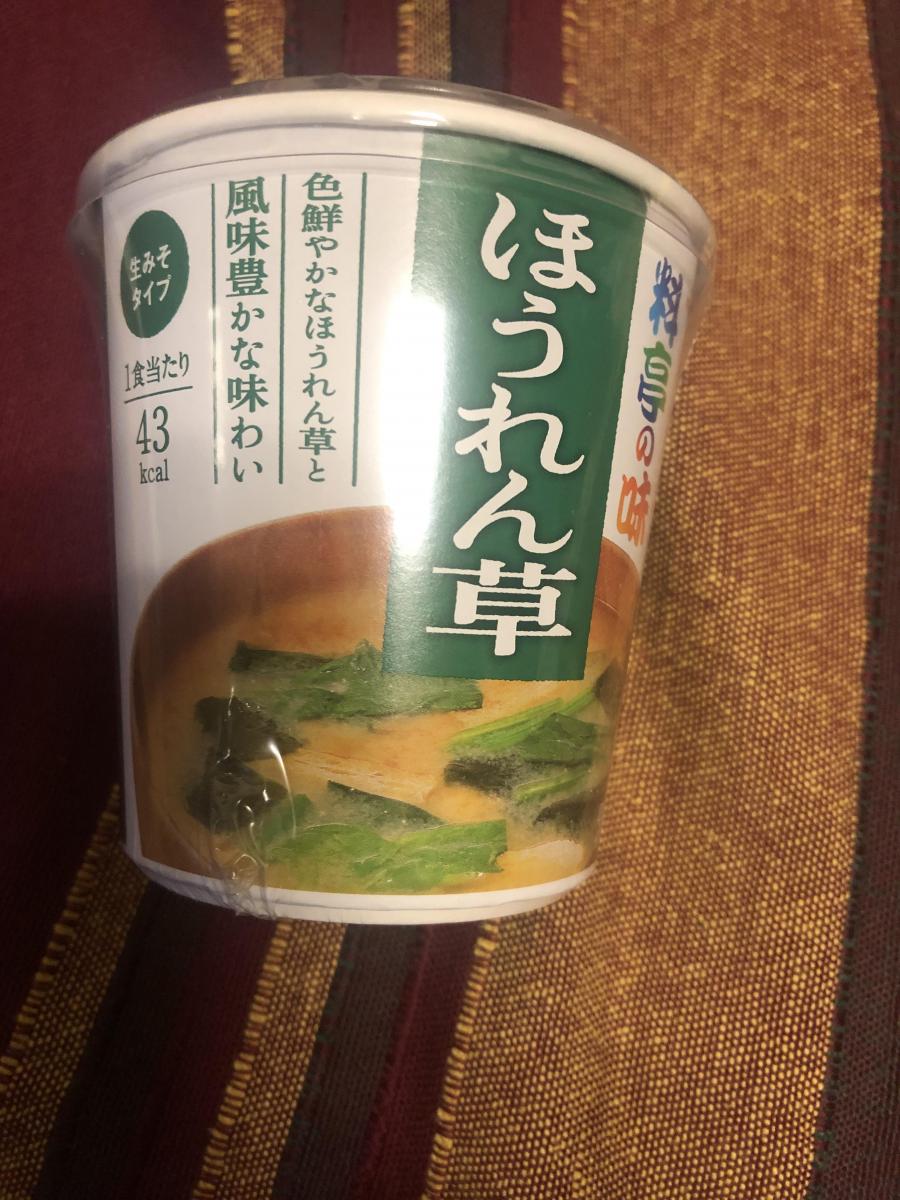 料亭の味
ほうれん草
色鮮やかなほうれん草と
風味豊かな味わい
生みそ
タイプ
1食当たり
43
kcal